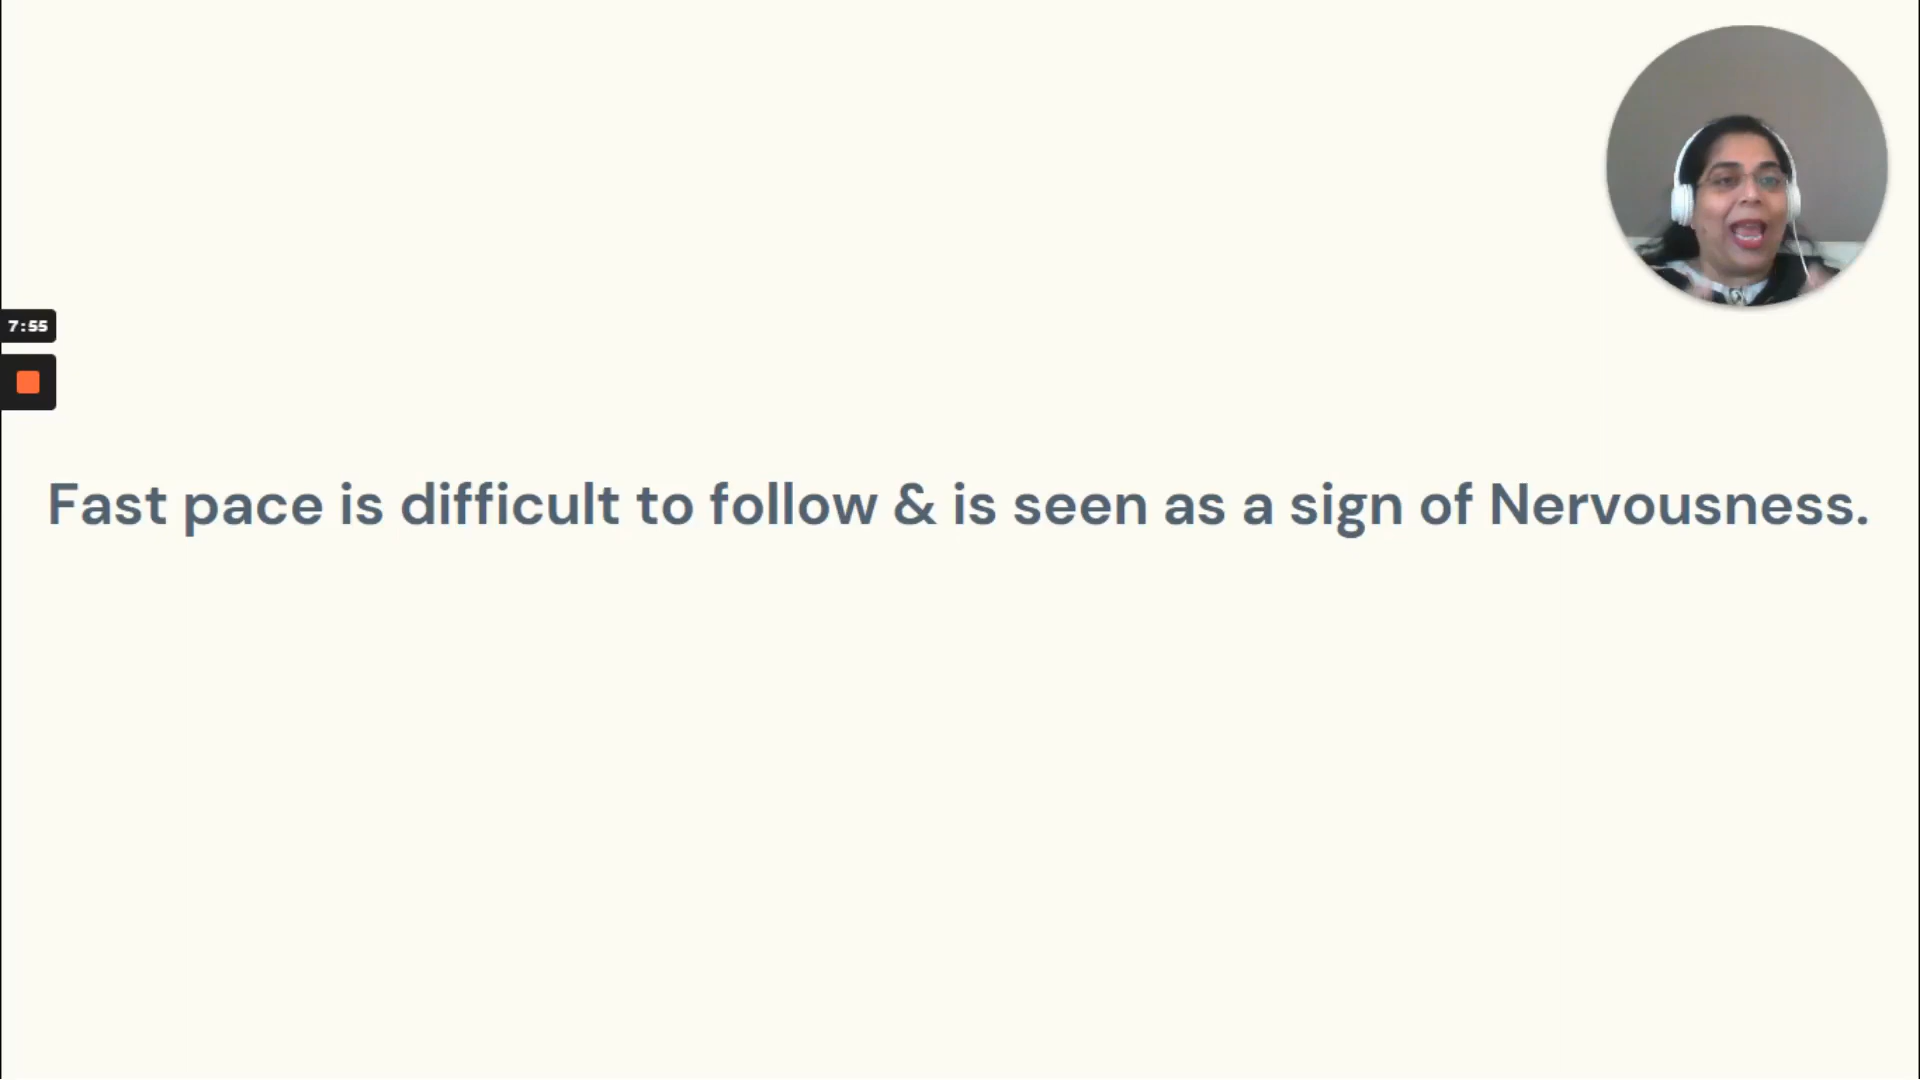 7:55
Fast pace is difficult to follow & is seen as a sign of Nervousness.